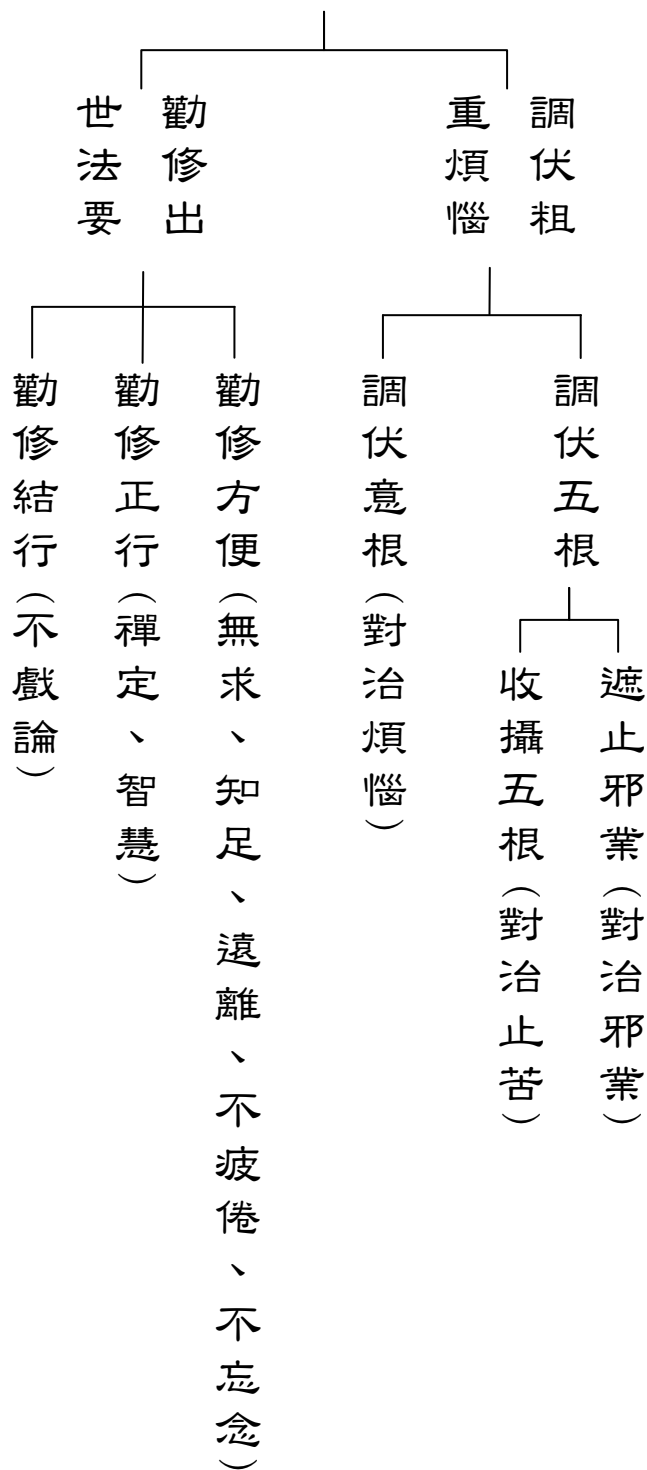 調伏粗
重煩惱
勸修出
世法要
調伏五根
調伏意根(對治煩惱)
勸修方便(無求、知足、遠離、不疲倦、不忘念)
勸修正行(禪定、智慧)
勸修結行(不戲論)
遮止邪業(對治邪業)
收攝五根(對治止苦)